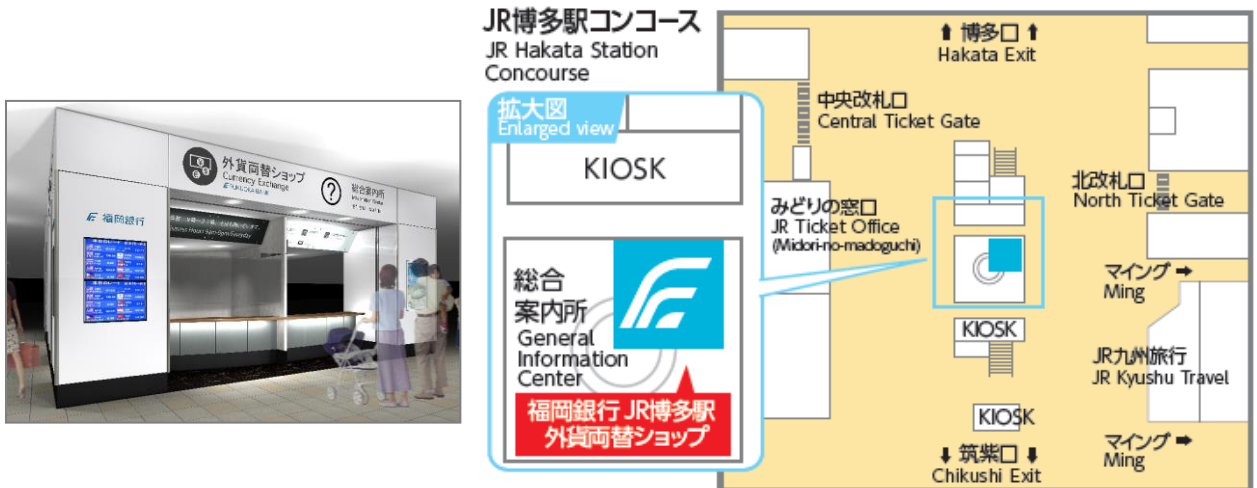 外貨両替ショップ
Currency Exchange
FUKUOKA BANK
総合案内所
福岡銀行
JR博多駅コンコース
JR Hakata Station
Concourse
拡大図
Enlarged view
KIOSK
総合
案内所
General
Information
Center
福岡銀行 JR博多駅
外貨両替ショップ
博多口
Hakata Exit
中央改札口
Central Ticket Gate
北改札口
North Ticket Gate
みどりの窓口
JR Ticket Office
(Midori-no-madoguchi)
マイング
Ming
KIOSK
JR九州旅行
JR Kyushu Travel
KIOSK
マイング
Ming
筑紫口
Chikushi Exit